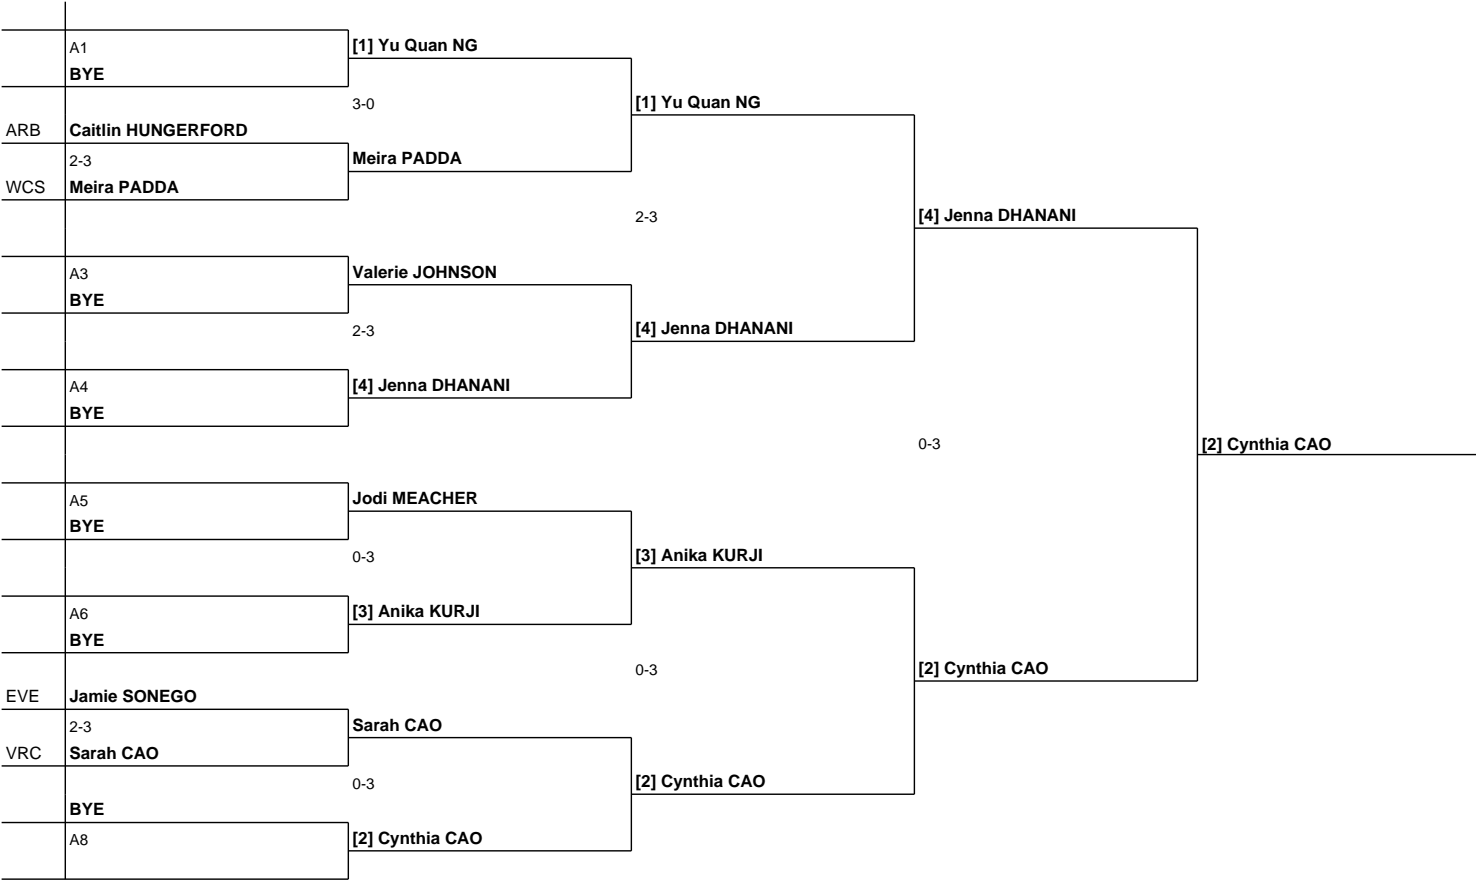 A1
[1] Yu Quan NG
BYE
3-0
[1] Yu Quan NG
ARB Caitlin HUNGERFORD
2-3
Meira PADDA
WCS Meira PADDA
2-3
[4] Jenna DHANANI
A3
Valerie JOHNSON
BYE
2-3
[4] Jenna DHANANI
A4
[4] Jenna DHANANI
BYE
0-3
[2] Cynthia CAO
A5
Jodi MEACHER
BYE
0-3
[3] Anika KURJI
A6
[3] Anika KURJI
BYE
0-3
[2] Cynthia CAO
EVE Jamie SONEGO
2-3
Sarah CAO
VRC Sarah CAO
0-3
[2] Cynthia CAO
BYE
A8
[2] Cynthia CAO